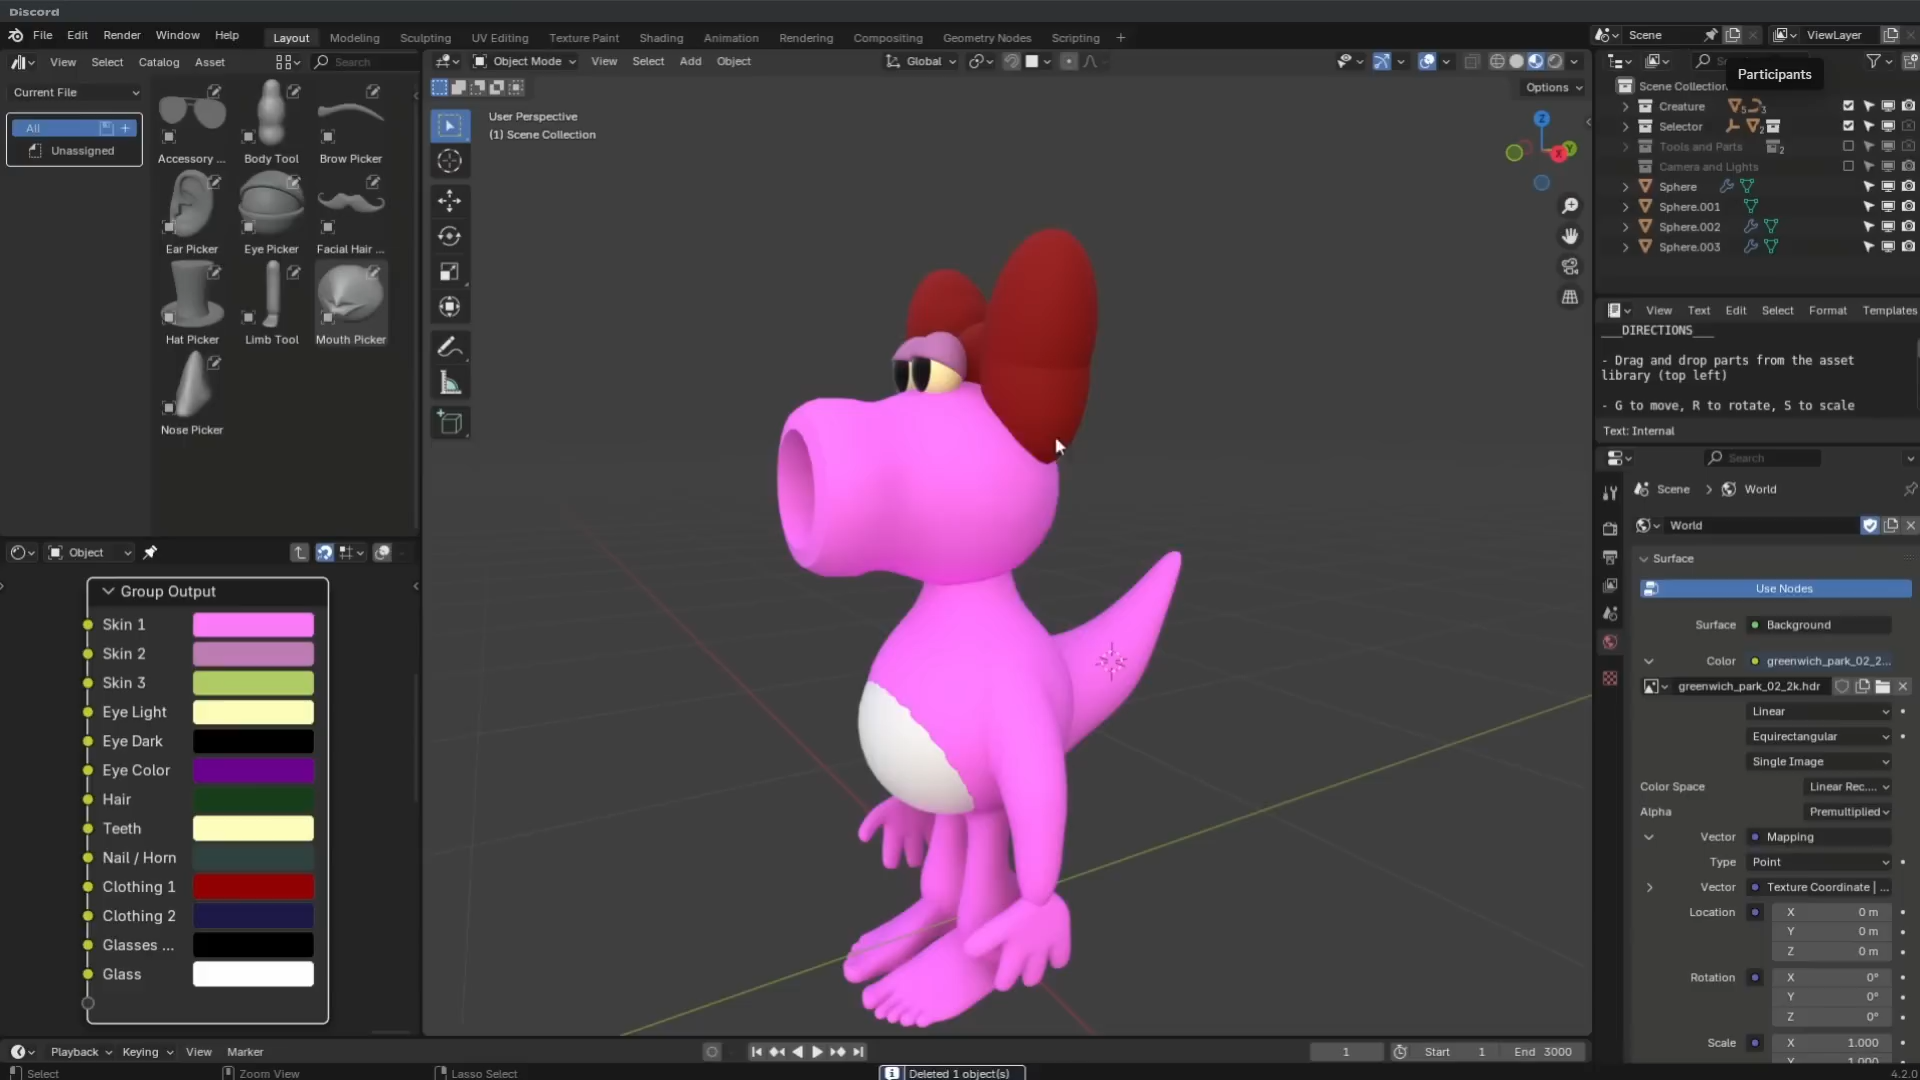 Discord
File Edit Render Window Help
Layout Modeling Sculpting UV Editing Texture Paint Shading Animation Rendering Compositing Geometry Nodes Scripting +
Scene
ViewLayer
View Select Catalog Asset
Search
Object Mode View Select Add Object
Global
Options
Participants
Current File
All
Unassigned
Accessory ...
Body Tool
Brow Picker
Ear Picker
Eye Picker
Facial Hair ...
Hat Picker
Limb Tool
Mouth Picker
Nose Picker
User Perspective
(1) Scene Collection
Z
Y
X
Scene Collection
Creature 5 3
Selector 2
Tools and Parts 2
Camera and Lights
Sphere
Sphere.001
Sphere.002
Sphere.003
View Text Edit Select Format Templates
___DIRECTIONS___
- Drag and drop parts from the asset
library (top left)
- G to move, R to rotate, S to scale
Text: Internal
Search
Scene > World
World
Surface
Use Nodes
Surface Background
Color greenwich_park_02_2...
greenwich_park_02_2k.hdr
Linear
Equirectangular
Single Image
Color Space Linear Rec....
Alpha Premultiplied
Vector Mapping
Type Point
Vector Texture Coordinate | ...
Location X 0 m
Y 0 m
Z 0 m
Rotation X 0°
Y 0°
Z 0°
Scale X 1.000
Object
Group Output
Skin 1
Skin 2
Skin 3
Eye Light
Eye Dark
Eye Color
Hair
Teeth
Nail / Horn
Clothing 1
Clothing 2
Glasses ...
Glass
Playback Keying View Marker
1
Start 1 End 3000
Select
Zoom View
Lasso Select
Deleted 1 object(s)
4.2.0